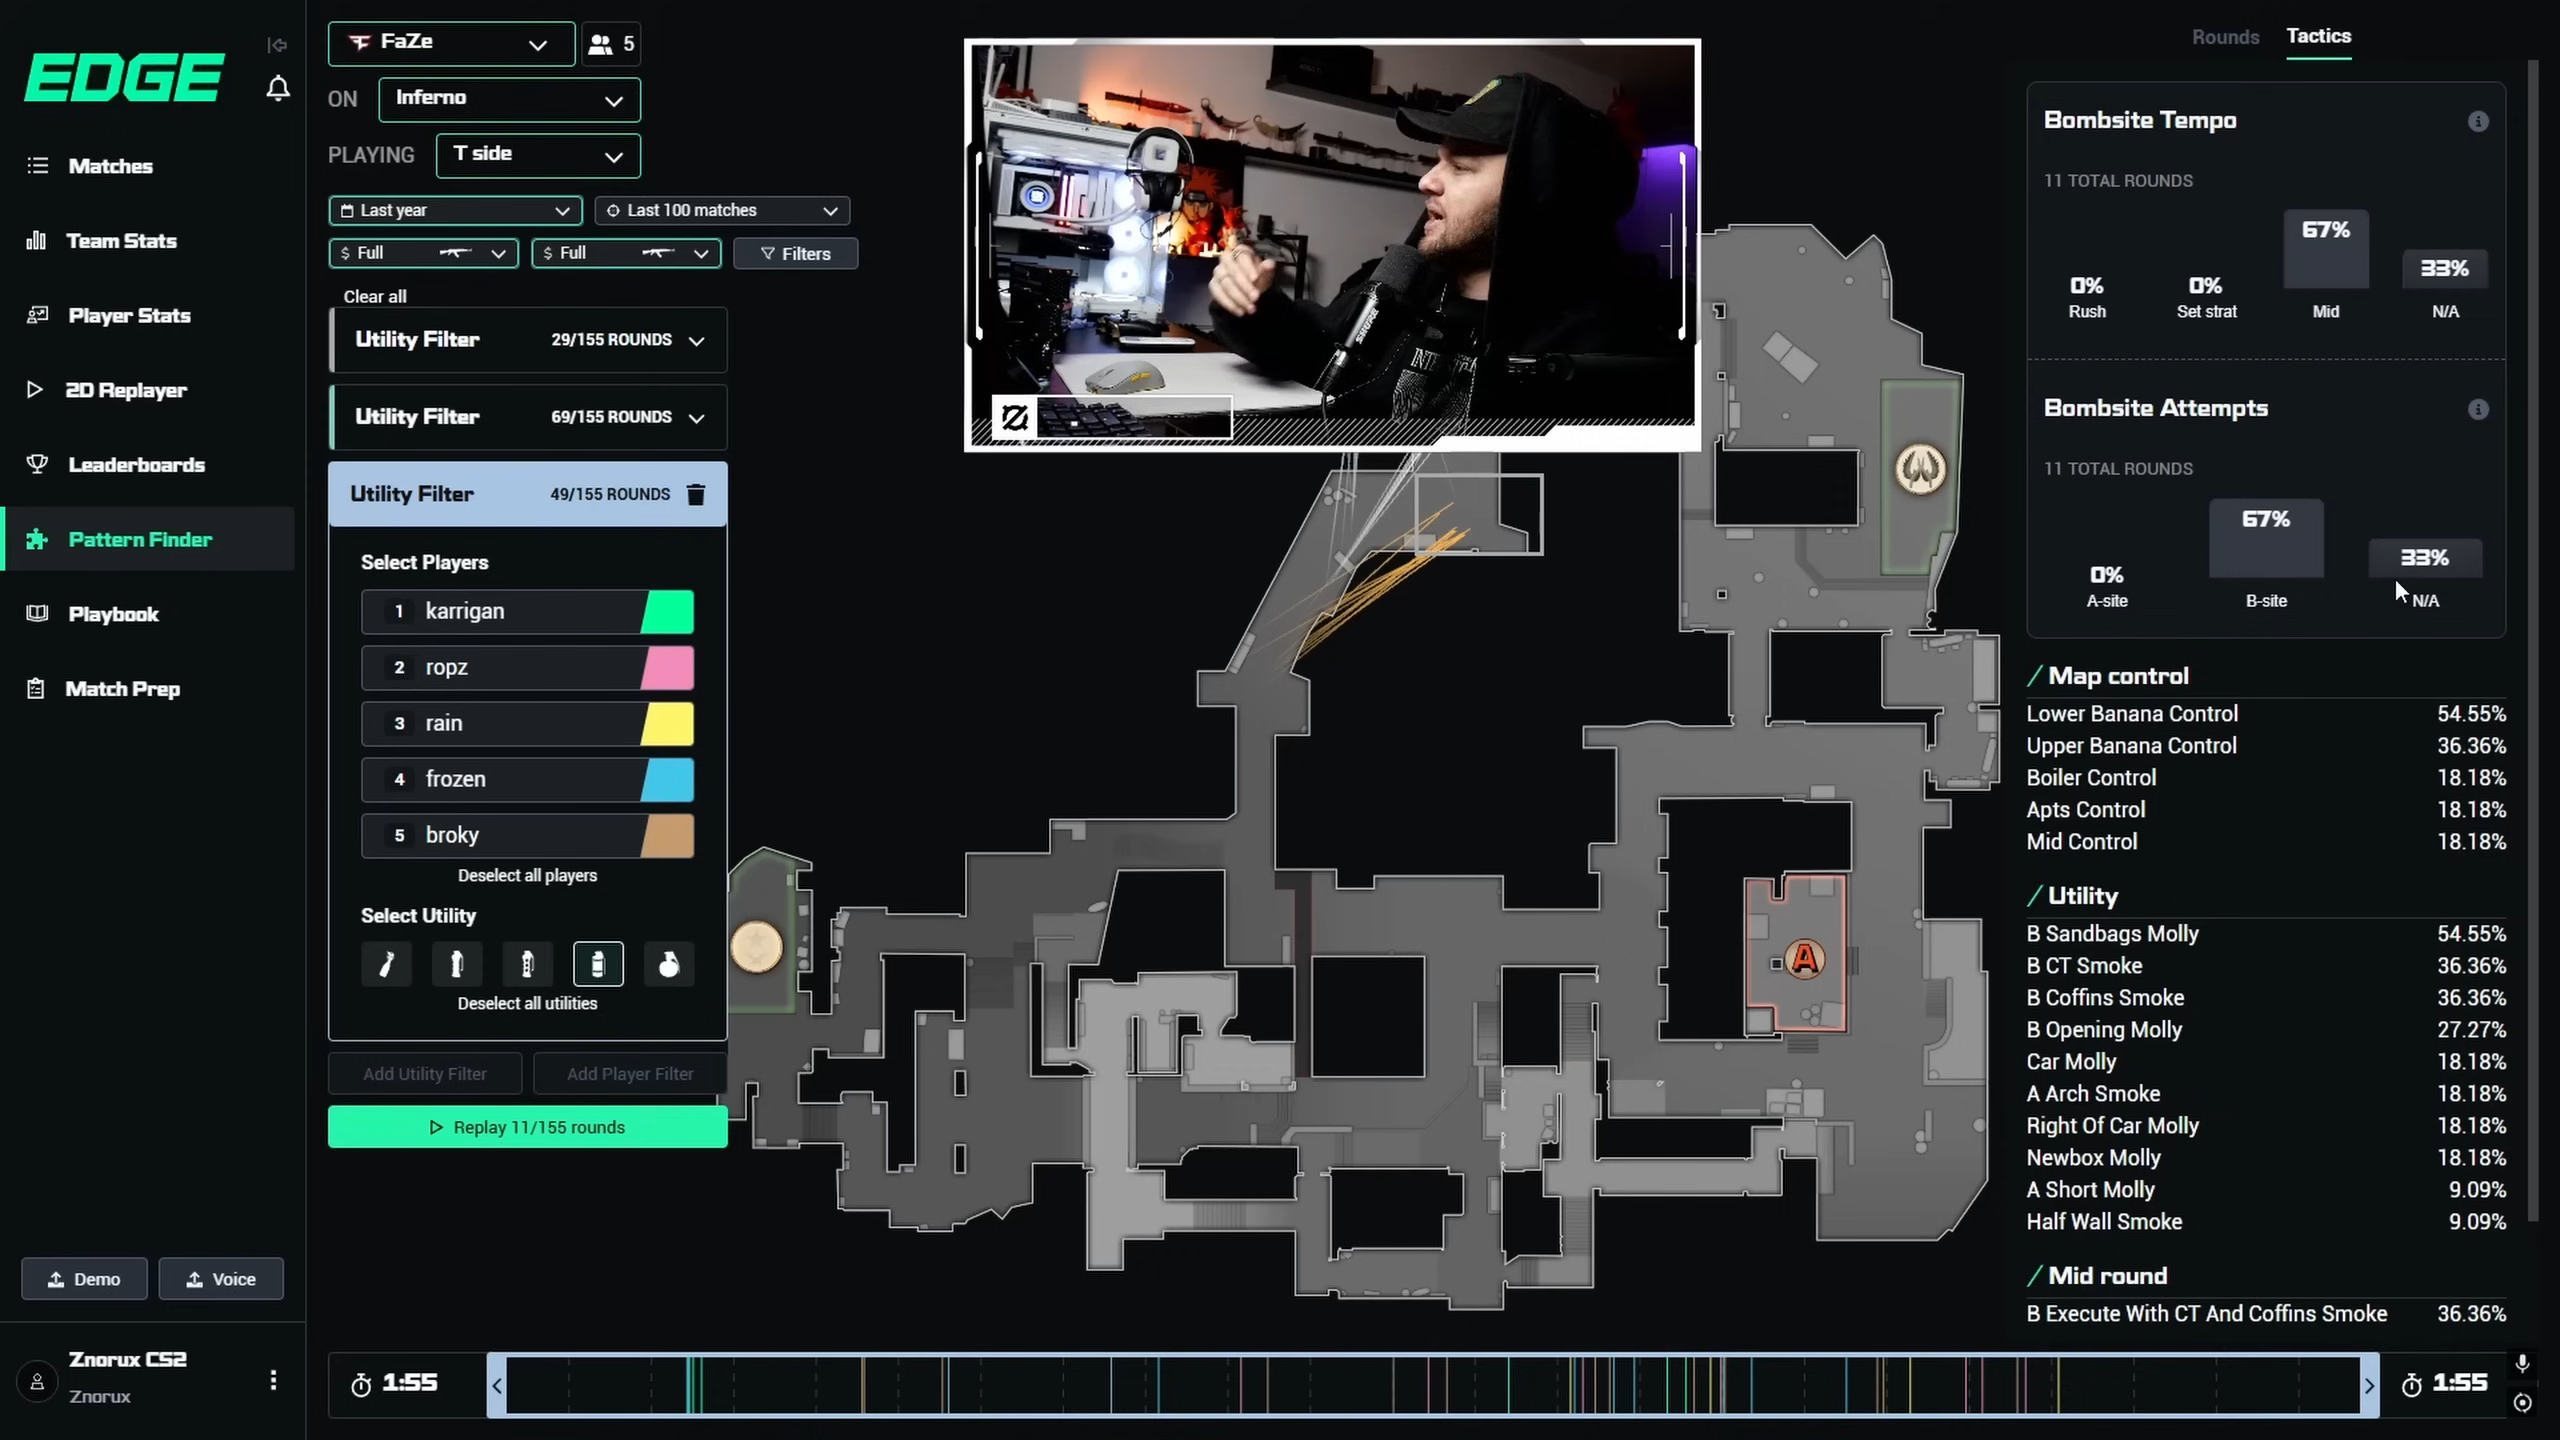 EDGE
Matches
Team Stats
Player Stats
2D Replayer
Leaderboards
Pattern Finder
Playbook
Match Prep
Demo
Voice
Znorux CS2
Znorux
FaZe
5
ON
Inferno
PLAYING
T side
Last year
Last 100 matches
$ Full
$ Full
Filters
Clear all
Utility Filter 29/155 ROUNDS
Utility Filter 69/155 ROUNDS
Utility Filter 49/155 ROUNDS
Select Players
1 karrigan
2 ropz
3 rain
4 frozen
5 broky
Deselect all players
Select Utility
Deselect all utilities
Add Utility Filter
Add Player Filter
Replay 11/155 rounds
SHURE
A
1:55
1:55
Rounds
Tactics
Bombsite Tempo
11 TOTAL ROUNDS
0% Rush
0% Set strat
67% Mid
33% N/A
Bombsite Attempts
11 TOTAL ROUNDS
0% A-site
67% B-site
33% N/A
/ Map control
Lower Banana Control 54.55%
Upper Banana Control 36.36%
Boiler Control 18.18%
Apts Control 18.18%
Mid Control 18.18%
/ Utility
B Sandbags Molly 54.55%
B CT Smoke 36.36%
B Coffins Smoke 36.36%
B Opening Molly 27.27%
Car Molly 18.18%
A Arch Smoke 18.18%
Right Of Car Molly 18.18%
Newbox Molly 18.18%
A Short Molly 9.09%
Half Wall Smoke 9.09%
/ Mid round
B Execute With CT And Coffins Smoke 36.36%